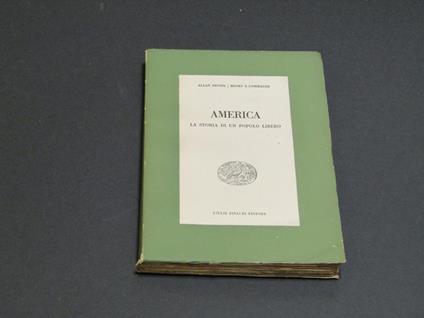 ALLAN NEVINS / HENRY S. COMMAGER
AMERICA
LA STORIA DI UN POPOLO LIBERO
GIULIO EINAUDI EDITORE